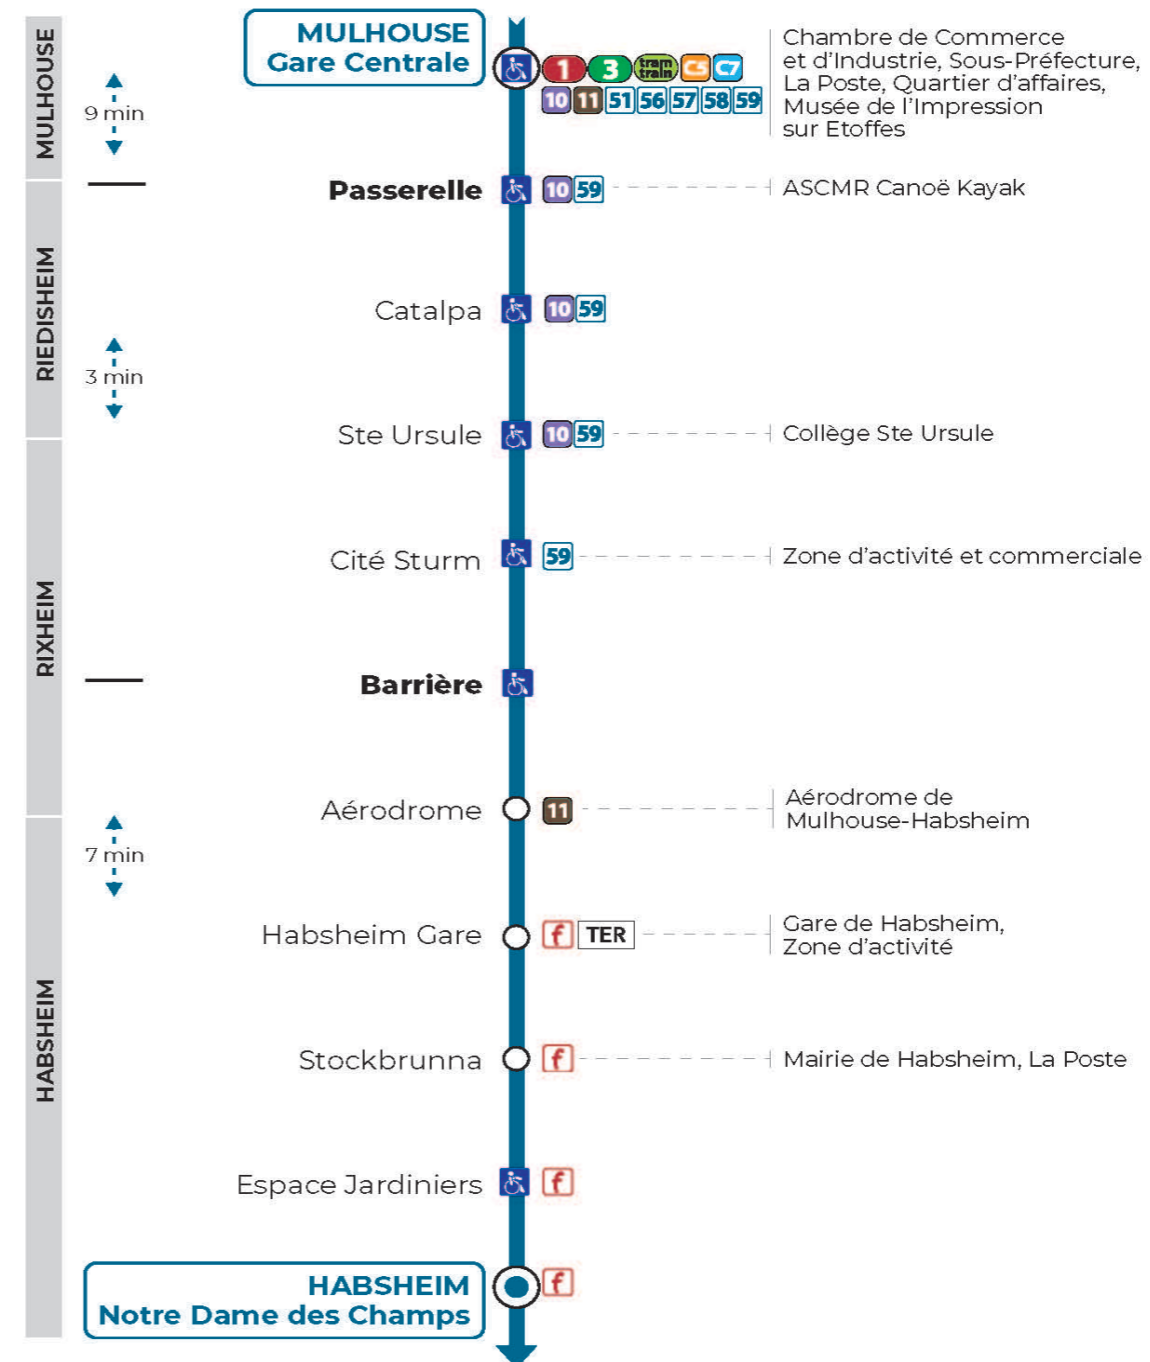 MULHOUSE
Gare Centrale
1 3 tram train C5 C7
10 11 51 56 57 58 59
Chambre de Commerce
et d'Industrie, Sous-Préfecture,
La Poste, Quartier d'affaires,
Musée de l'Impression
sur Etoffes
MULHOUSE
9 min
Passerelle 10 59 ASCMR Canoë Kayak
RIEDISHEIM
Catalpa 10 59
3 min
Ste Ursule 10 59 Collège Ste Ursule
RIXHEIM
Cité Sturm 59 Zone d'activité et commerciale
Barrière
Aérodrome 11
Aérodrome de
Mulhouse-Habsheim
7 min
HABSHEIM
Habsheim Gare f TER
Gare de Habsheim,
Zone d'activité
Stockbrunna f Mairie de Habsheim, La Poste
Espace Jardiniers f
HABSHEIM
Notre Dame des Champs
f